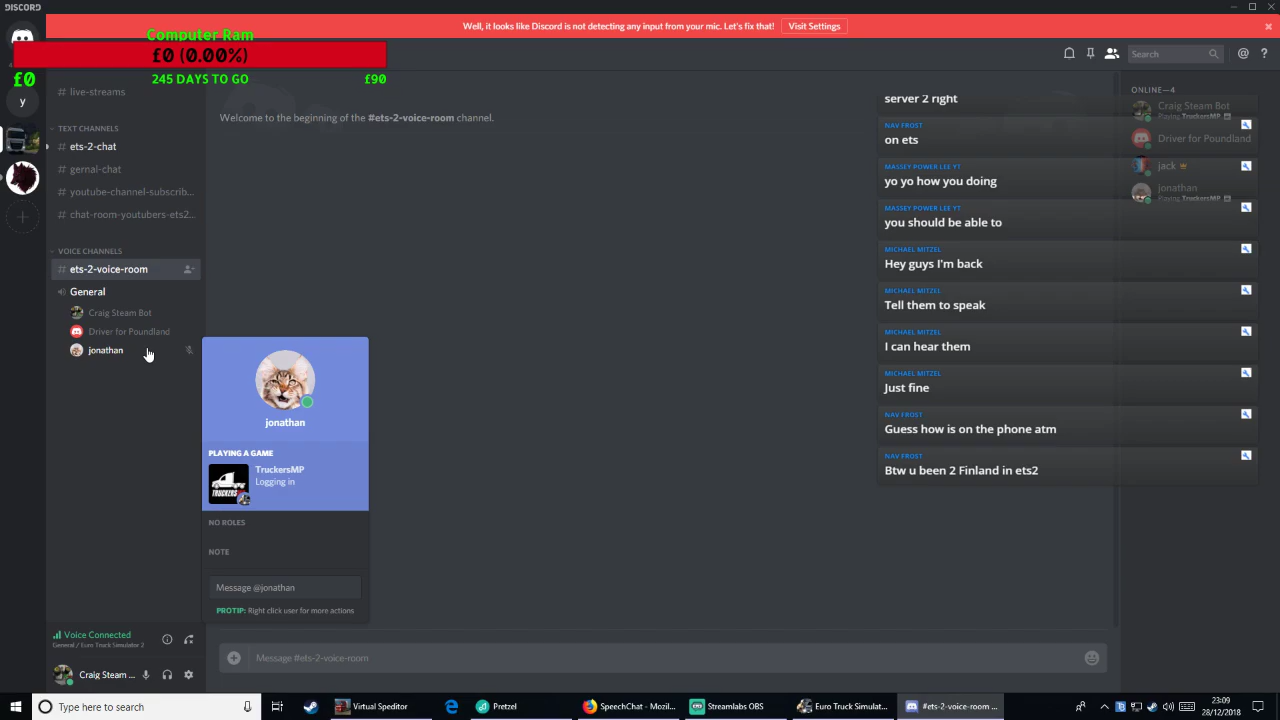 DISCORD
Well, it looks like Discord is not detecting any input from your mic. Let's fix that!
Visit Settings
Computer Ram
£0 (0.00%)
£0
245 DAYS TO GO
£90
Search
y
# live-streams
TEXT CHANNELS
# ets-2-chat
# gernal-chat
# youtube-channel-subscrib...
# chat-room-youtubers-ets2...
VOICE CHANNELS
# ets-2-voice-room
General
Craig Steam Bot
Driver for Poundland
jonathan
Welcome to the beginning of the #ets-2-voice-room channel.
jonathan
PLAYING A GAME
TruckersMP
Logging in
TRUCKERS
NO ROLES
NOTE
Message @jonathan
PROTIP: Right click user for more actions
server 2 right
NAV FROST
on ets
MASSEY POWER LEE YT
yo yo how you doing
MASSEY POWER LEE YT
you should be able to
MICHAEL MITZEL
Hey guys I'm back
MICHAEL MITZEL
Tell them to speak
MICHAEL MITZEL
I can hear them
MICHAEL MITZEL
Just fine
NAV FROST
Guess how is on the phone atm
NAV FROST
Btw u been 2 Finland in ets2
ONLINE—4
Craig Steam Bot
Playing TruckersMP
Driver for Poundland
jack
jonathan
Playing TruckersMP
Voice Connected
General / Euro Truck Simulator 2
Craig Steam ...
Message #ets-2-voice-room
Type here to search
Virtual Speditor
Pretzel
SpeechChat - Mozil...
Streamlabs OBS
Euro Truck Simulat...
#ets-2-voice-room ...
23:09
28/12/2018